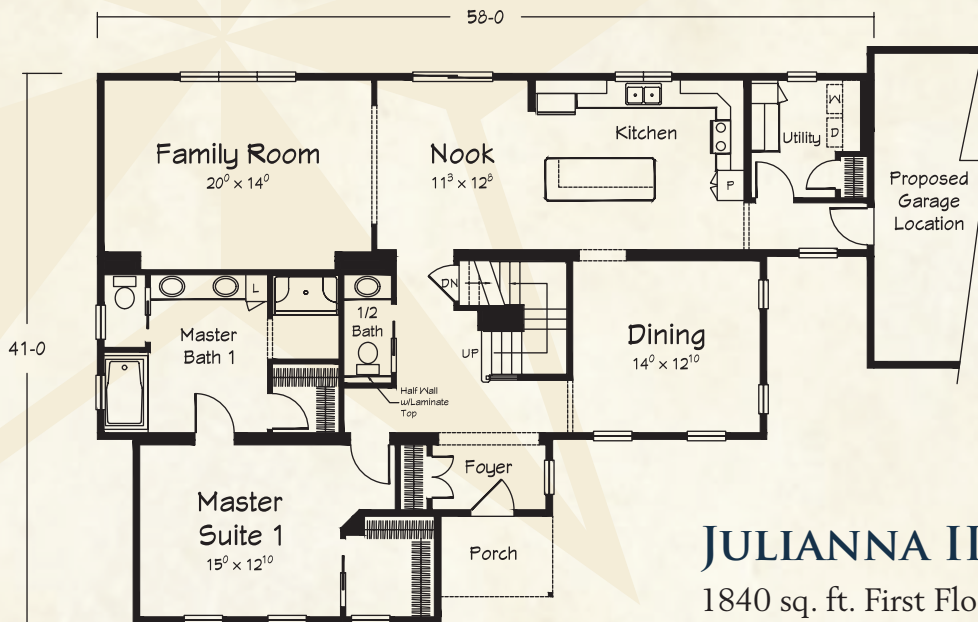 58-0
41-0
Family Room
20⁰ x 14⁰
Nook
11³ x 12⁸
Kitchen
P
Utility
W
D
Proposed
Garage
Location
L
Master
Bath 1
1/2
Bath
DN
UP
Half Wall
w/Laminate
Top
Dining
14⁰ x 12¹⁰
Master
Suite 1
15⁰ x 12¹⁰
Foyer
Porch
JULIANNA II
1840 sq. ft. First Flo